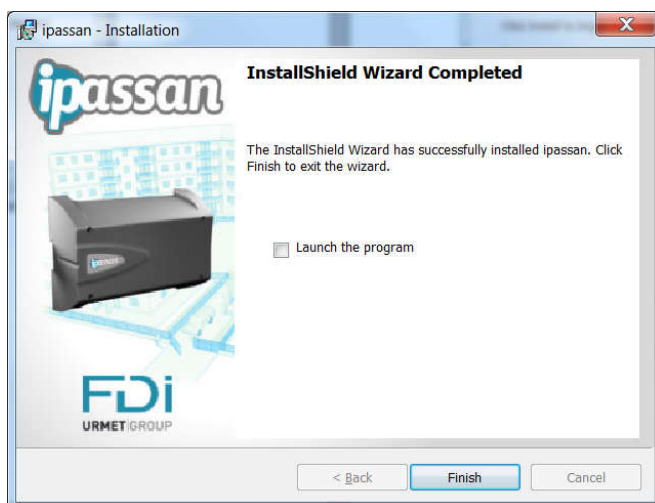 ipassan - Installation
ipassan
InstallShield Wizard Completed
The InstallShield Wizard has successfully installed ipassan. Click
Finish to exit the wizard.
Launch the program
ipassan
FDi
URMET GROUP
< Back
Finish
Cancel